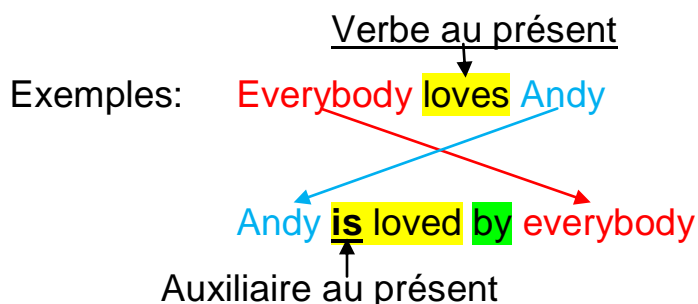 Verbe au présent
Exemples: Everybody loves Andy
Andy is loved by everybody
Auxiliaire au présent